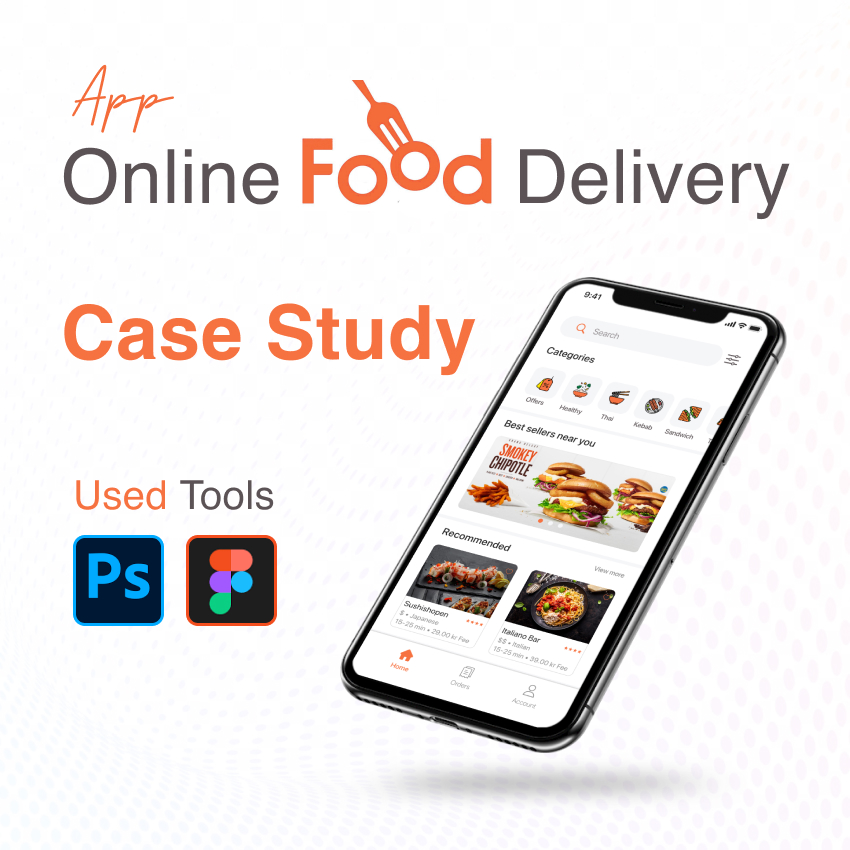 App
Online Food Delivery
Case Study
Used Tools
Ps
9:41
Search
Categories
Offers
Healthy
Thai
Kebab
Sandwich
Best sellers near you
SMOKEY
CHIPOTLE
Recommended
View more
Sushishopen
$ • Japanese
15-25 min • 29.00 kr Fee
Italiano Bar
$$ • Italian
15-25 min • 39.00 kr Fee
Home
Orders
Account